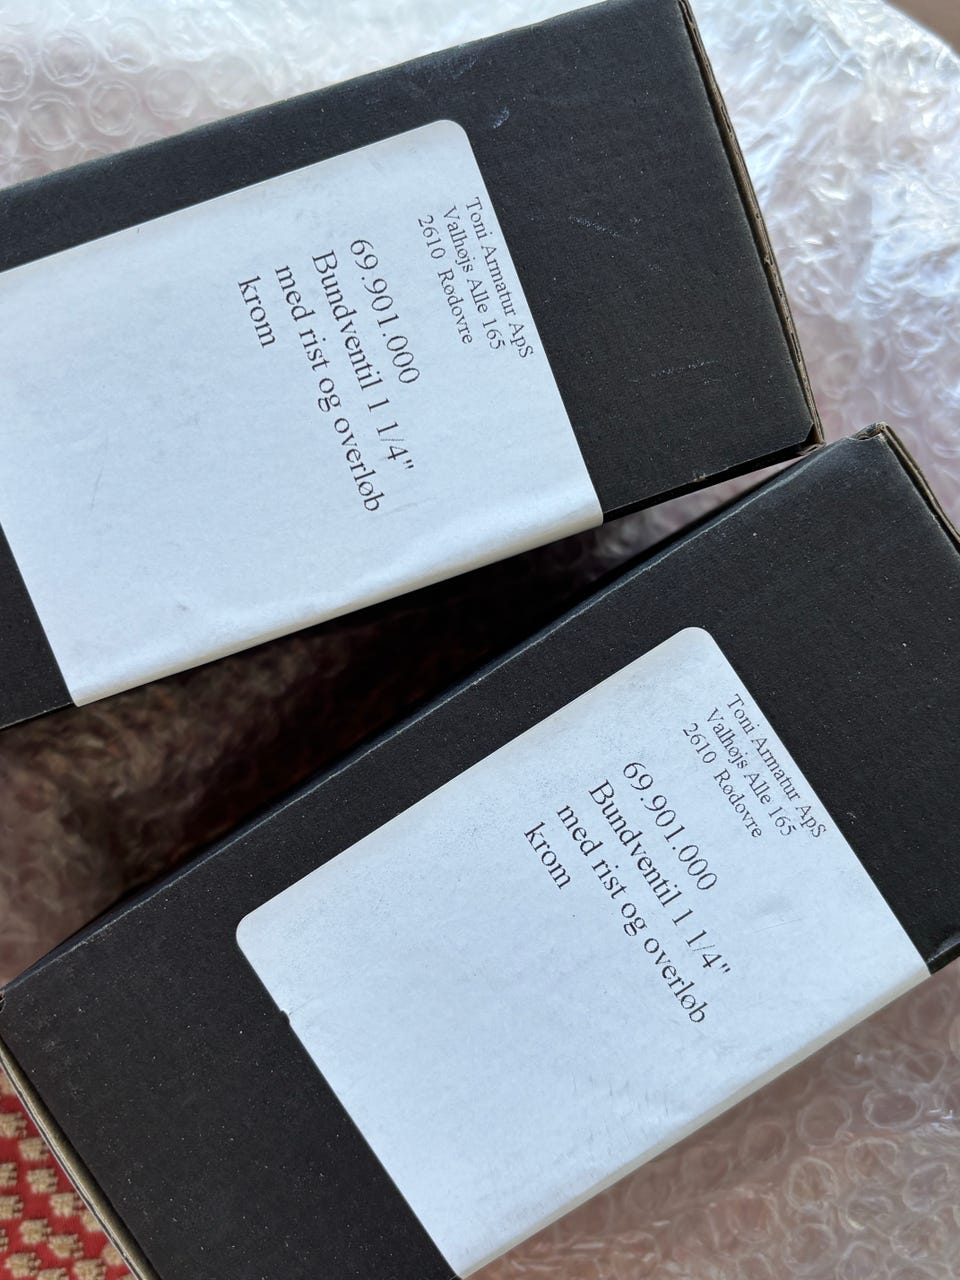 Toni Armatur ApS
Valhøjs Alle 165
2610 Rødovre
69.901.000
Bundventil 1 1/4"
med rist og overløb
krom
Toni Armatur ApS
Valhøjs Alle 165
2610 Rødovre
69.901.000
Bundventil 1 1/4"
med rist og overløb
krom